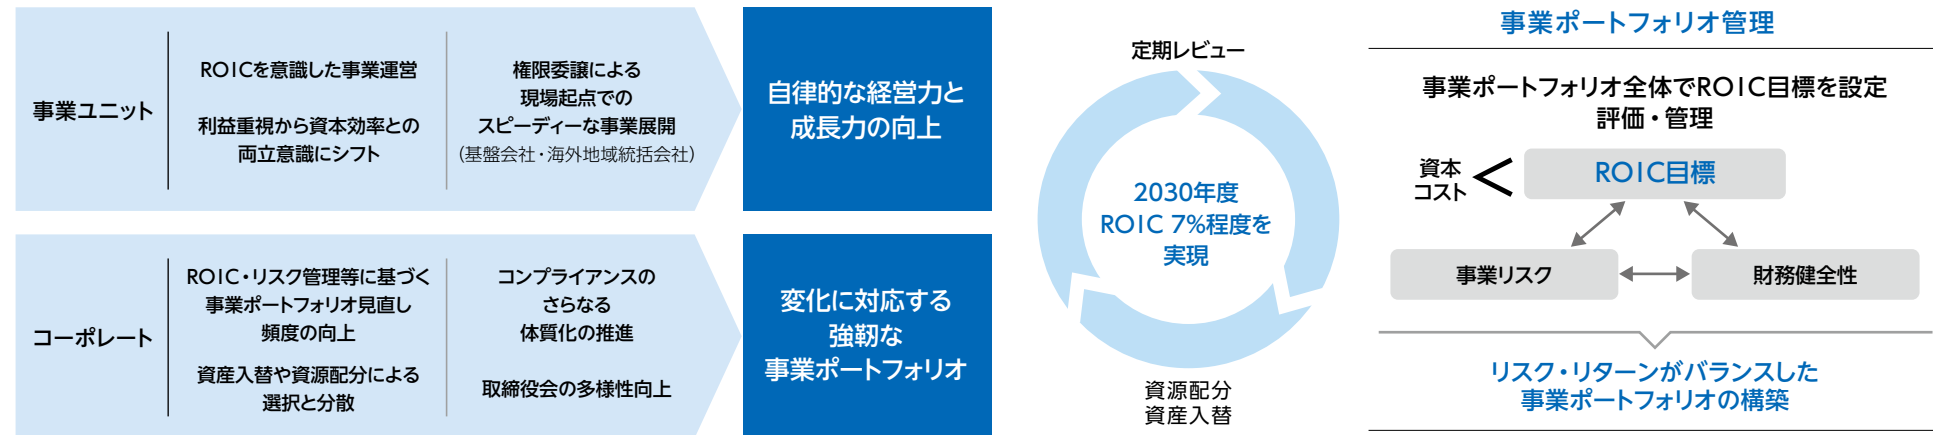 事業ユニット
ROICを意識した事業運営
利益重視から資本効率との
両立意識にシフト
権限委譲による
現場起点での
スピーディーな事業展開
(基盤会社・海外地域統括会社)
自律的な経営力と
成長力の向上
コーポレート
ROIC・リスク管理等に基づく
事業ポートフォリオ見直し
頻度の向上
資産入替や資源配分による
選択と分散
コンプライアンスの
さらなる
体質化の推進
取締役会の多様性向上
変化に対応する
強靭な
事業ポートフォリオ
定期レビュー
2030年度
ROIC 7%程度を
実現
資源配分
資産入替
事業ポートフォリオ管理
事業ポートフォリオ全体でROIC目標を設定
評価・管理
資本
コスト
<
ROIC目標
事業リスク
財務健全性
リスク・リターンがバランスした
事業ポートフォリオの構築